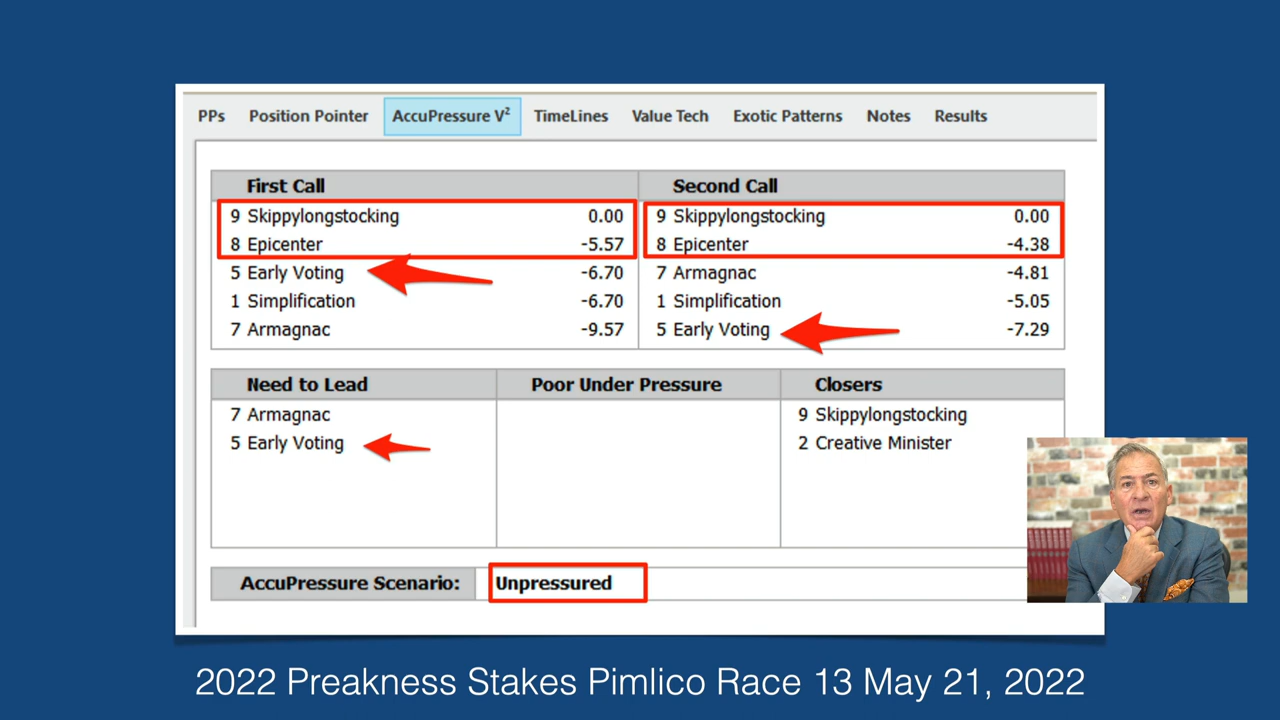 PPs Position Pointer AccuPressure V² TimeLines Value Tech Exotic Patterns Notes Results
First Call Second Call
9 Skippylongstocking 0.00 9 Skippylongstocking 0.00
8 Epicenter -5.57 8 Epicenter -4.38
5 Early Voting -6.70 7 Armagnac -4.81
1 Simplification -6.70 1 Simplification -5.05
7 Armagnac -9.57 5 Early Voting -7.29
Need to Lead Poor Under Pressure Closers
7 Armagnac 9 Skippylongstocking
5 Early Voting 2 Creative Minister
AccuPressure Scenario: Unpressured
2022 Preakness Stakes Pimlico Race 13 May 21, 2022